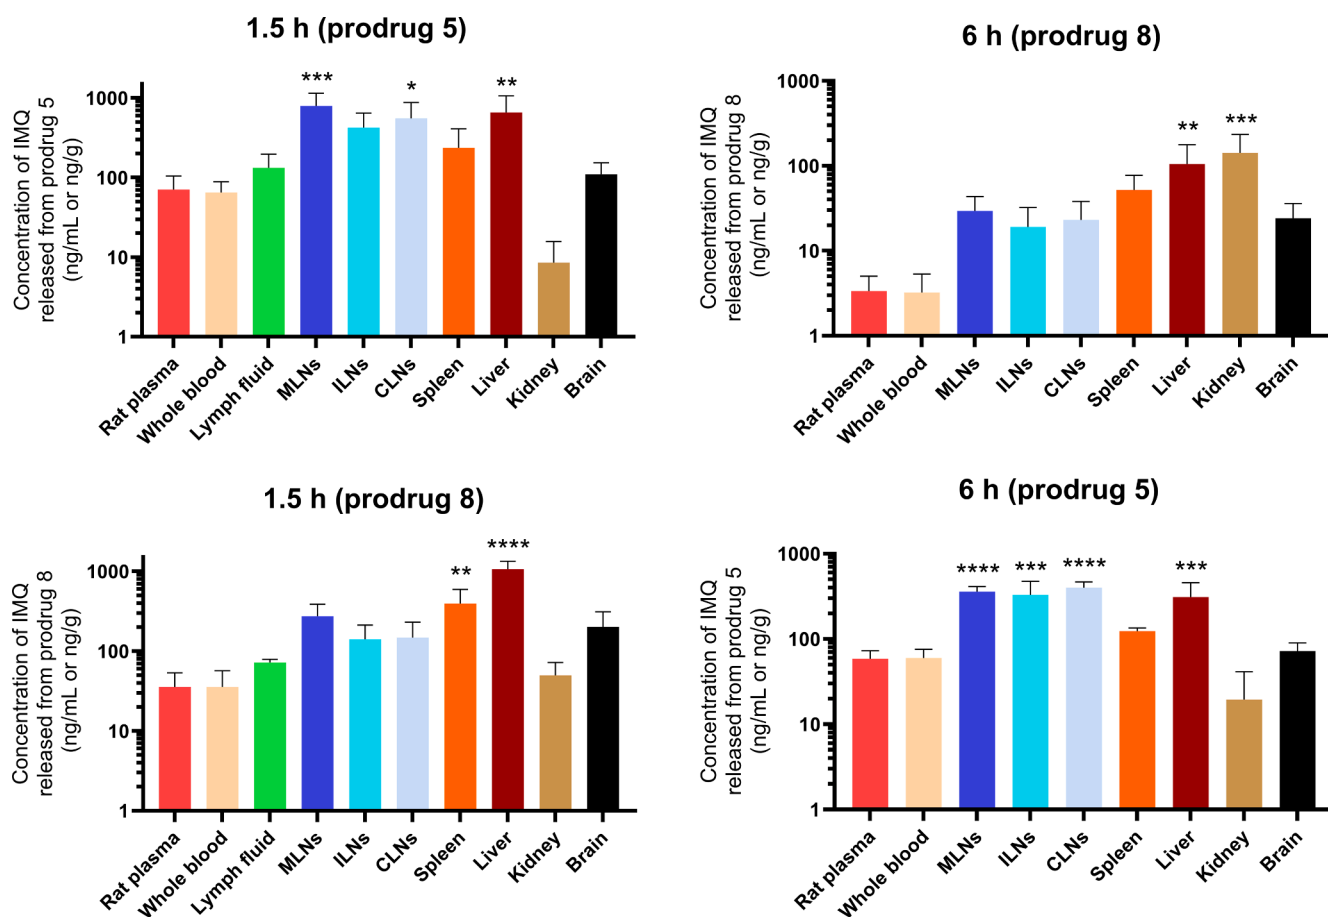 1.5 h (prodrug 5)
Concentration of IMQ
released from prodrug 5
(ng/mL or ng/g)
1000
100
10
1
***
*
**
Rat plasma
Whole blood
Lymph fluid
MLNs
ILNs
CLNs
Spleen
Liver
Kidney
Brain
6 h (prodrug 8)
Concentration of IMQ
released from prodrug 8
(ng/mL or ng/g)
1000
100
10
1
**
***
Rat plasma
Whole blood
MLNs
ILNs
CLNs
Spleen
Liver
Kidney
Brain
1.5 h (prodrug 8)
Concentration of IMQ
released from prodrug 8
(ng/mL or ng/g)
1000
100
10
1
**
****
Rat plasma
Whole blood
Lymph fluid
MLNs
ILNs
CLNs
Spleen
Liver
Kidney
Brain
6 h (prodrug 5)
Concentration of IMQ
released from prodrug 5
(ng/mL or ng/g)
1000
100
10
1
****
***
****
***
Rat plasma
Whole blood
MLNs
ILNs
CLNs
Spleen
Liver
Kidney
Brain